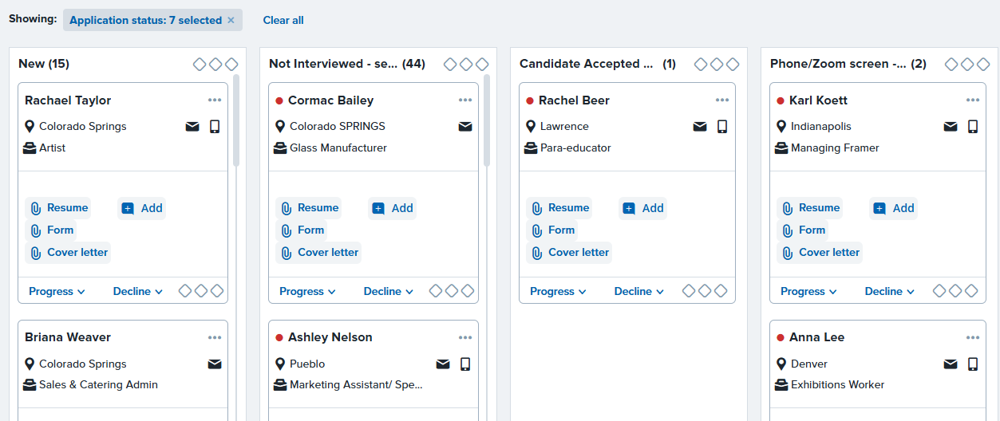 Showing: Application status: 7 selected × Clear all
New (15)
Rachael Taylor
Colorado Springs
Artist
Resume Add
Form
Cover letter
Progress Decline
Briana Weaver
Colorado Springs
Sales & Catering Admin
Not Interviewed - se... (44)
Cormac Bailey
Colorado SPRINGS
Glass Manufacturer
Resume Add
Form
Cover letter
Progress Decline
Ashley Nelson
Pueblo
Marketing Assistant/ Spe...
Candidate Accepted ... (1)
Rachel Beer
Lawrence
Para-educator
Resume Add
Form
Cover letter
Progress Decline
Phone/Zoom screen -... (2)
Karl Koett
Indianapolis
Managing Framer
Resume Add
Form
Cover letter
Progress Decline
Anna Lee
Denver
Exhibitions Worker